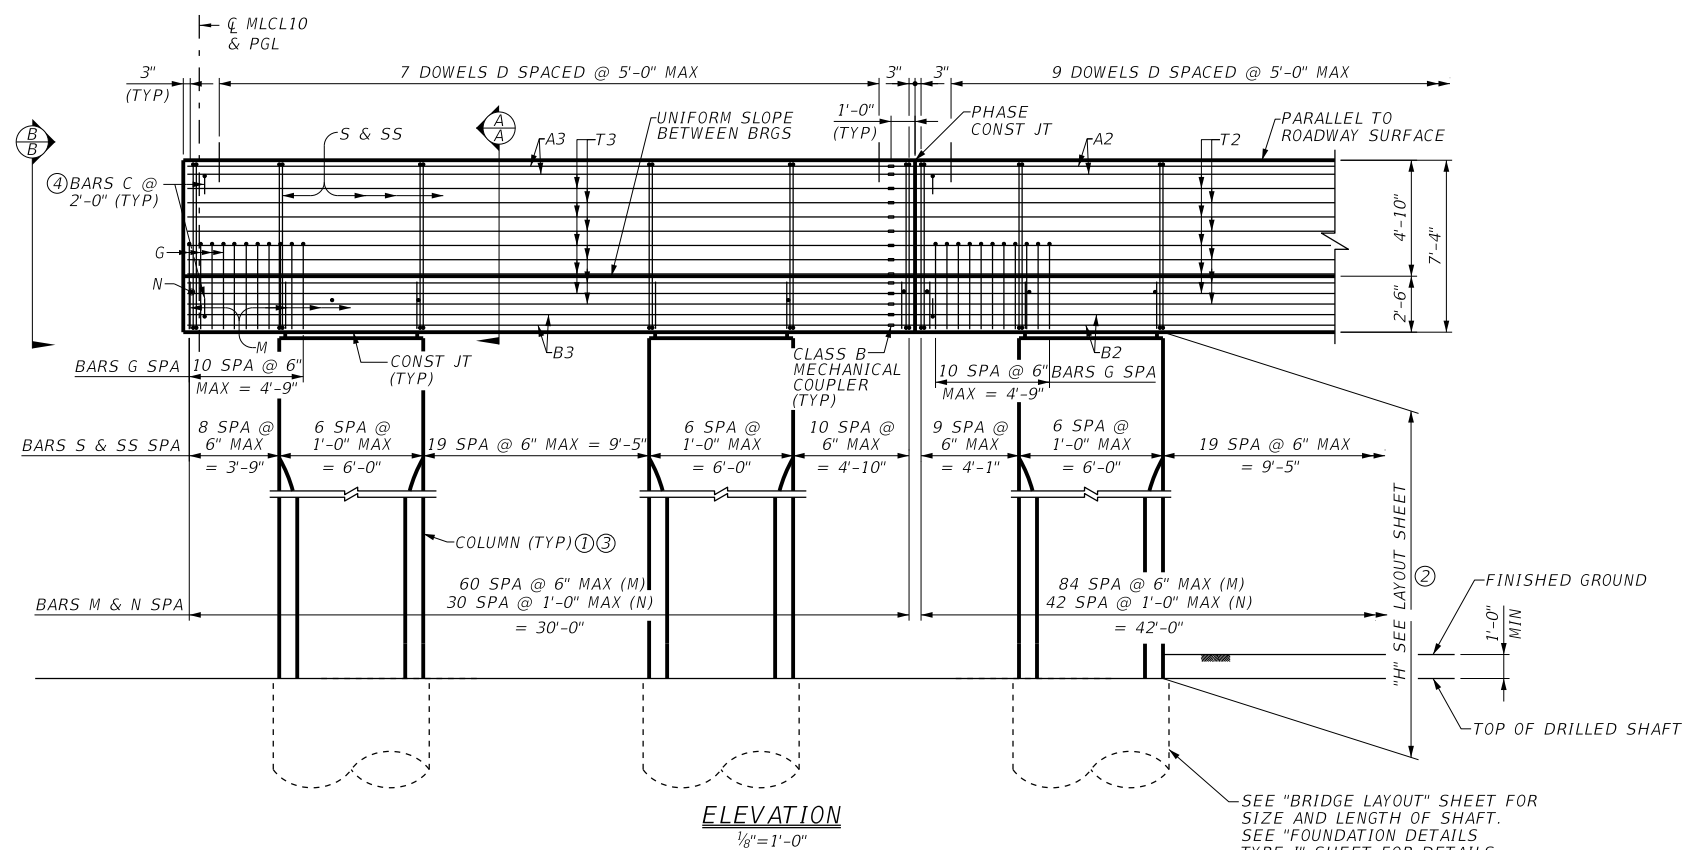 ℄ MLCL10
& PGL
3"
(TYP)
7 DOWELS D SPACED @ 5'-0" MAX
3"
3"
9 DOWELS D SPACED @ 5'-0" MAX
1'-0"
(TYP)
PHASE
CONST JT
PARALLEL TO
ROADWAY SURFACE
B
B
S & SS
A
A
A3
T3
UNIFORM SLOPE
BETWEEN BRGS
A2
T2
4 BARS C @
2'-0" (TYP)
G
N
M
4'-10"
7'-4"
2'-6"
BARS G SPA
10 SPA @ 6"
MAX = 4'-9"
CONST JT
(TYP)
B3
CLASS B
MECHANICAL
COUPLER
(TYP)
10 SPA @ 6"
MAX = 4'-9"
BARS G SPA
B2
BARS S & SS SPA
8 SPA @
6" MAX
= 3'-9"
6 SPA @
1'-0" MAX
= 6'-0"
19 SPA @ 6" MAX = 9'-5"
6 SPA @
1'-0" MAX
= 6'-0"
10 SPA @
6" MAX
= 4'-10"
9 SPA @
6" MAX
= 4'-1"
6 SPA @
1'-0" MAX
= 6'-0"
19 SPA @ 6" MAX
= 9'-5"
"H" SEE LAYOUT SHEET 2
COLUMN (TYP) 1 3
BARS M & N SPA
60 SPA @ 6" MAX (M)
30 SPA @ 1'-0" MAX (N)
= 30'-0"
84 SPA @ 6" MAX (M)
42 SPA @ 1'-0" MAX (N)
= 42'-0"
FINISHED GROUND
1'-0"
MIN
TOP OF DRILLED SHAFT
SEE "BRIDGE LAYOUT" SHEET FOR
SIZE AND LENGTH OF SHAFT.
SEE "FOUNDATION DETAILS
ELEVATION
⅛"=1'-0"